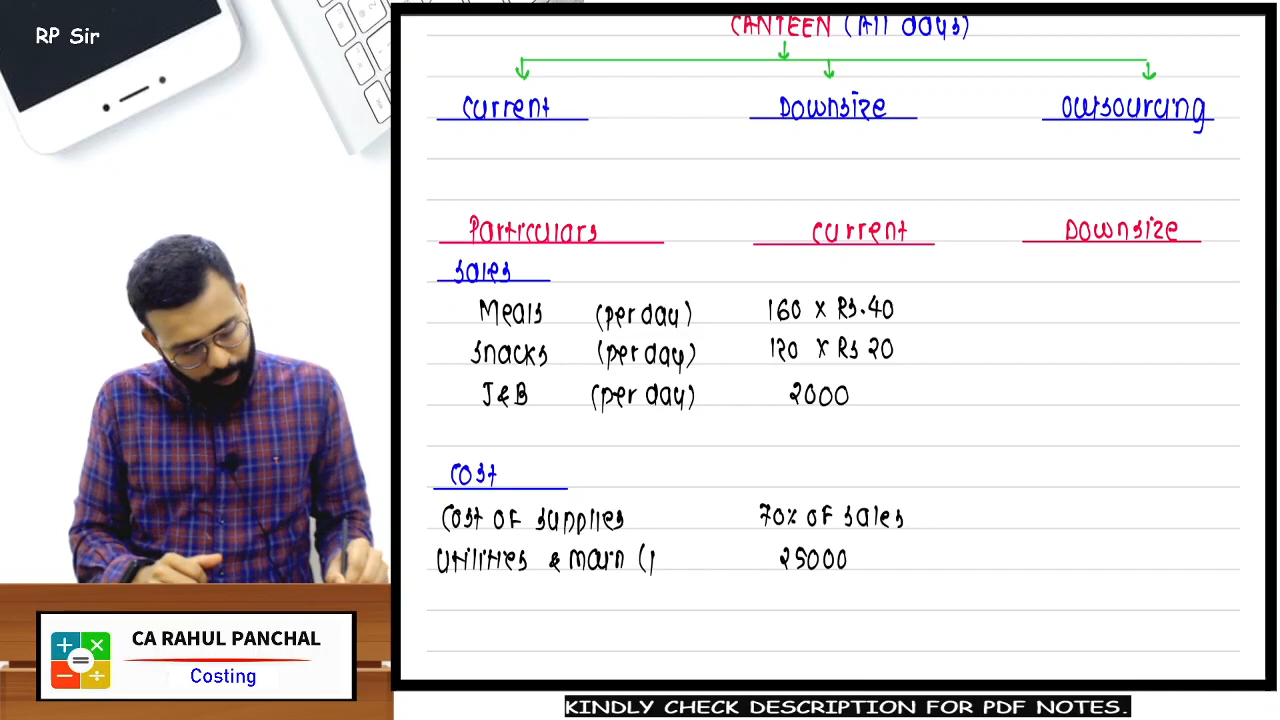 RP Sir
CANTEEN (All days)
Current Downsize Outsourcing
Particulars Current Downsize
Sales
Meals (per day) 160 x Rs.40
Snacks (per day) 120 x Rs 20
J & B (per day) 2000
Cost
Cost of supplies 70% of sales
Utilities & Main ( 25000
CA RAHUL PANCHAL
Costing
KINDLY CHECK DESCRIPTION FOR PDF NOTES.